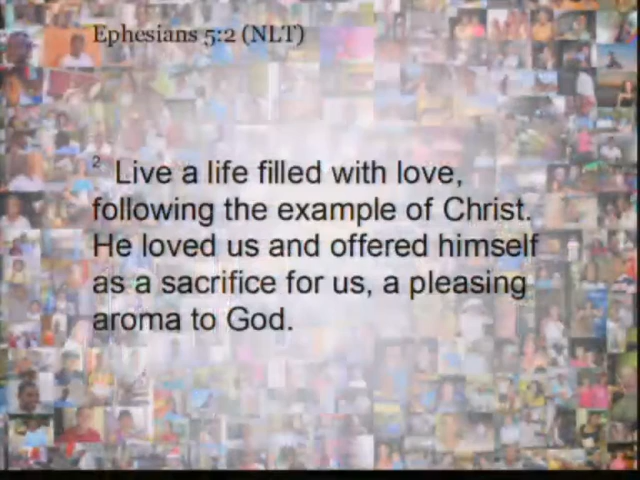 Ephesians 5:2 (NLT)
2 Live a life filled with love,
following the example of Christ.
He loved us and offered himself
as a sacrifice for us, a pleasing
aroma to God.